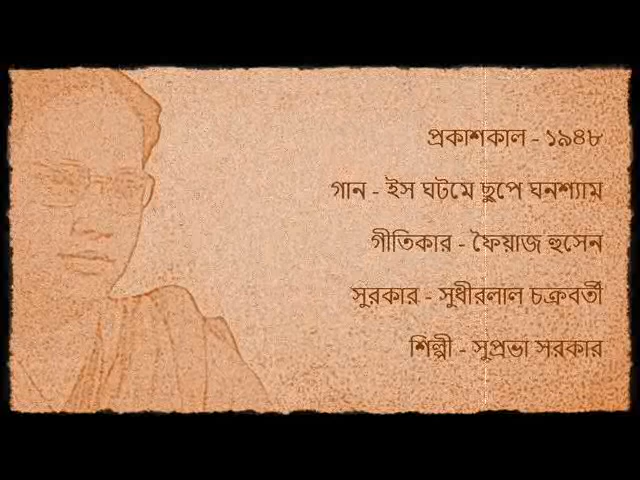 প্রকাশকাল - ১৯৪৮
গান - ইস ঘটমে ছুপে ঘনশ্যাম
গীতিকার - ফৈয়াজ হুসেন
সুরকার - সুধীরলাল চক্রবর্তী
শিল্পী - সুপ্রভা সরকার